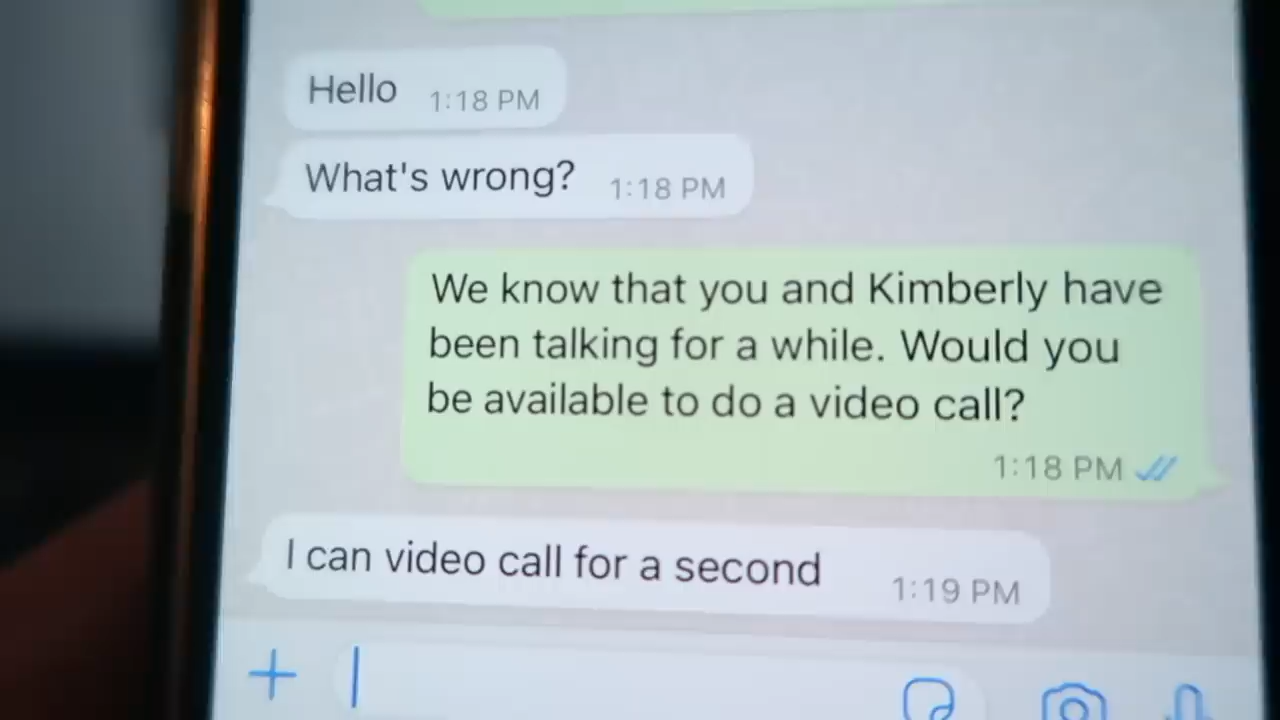 Hello 1:18 PM
What's wrong? 1:18 PM
We know that you and Kimberly have
been talking for a while. Would you
be available to do a video call?
1:18 PM
I can video call for a second 1:19 PM